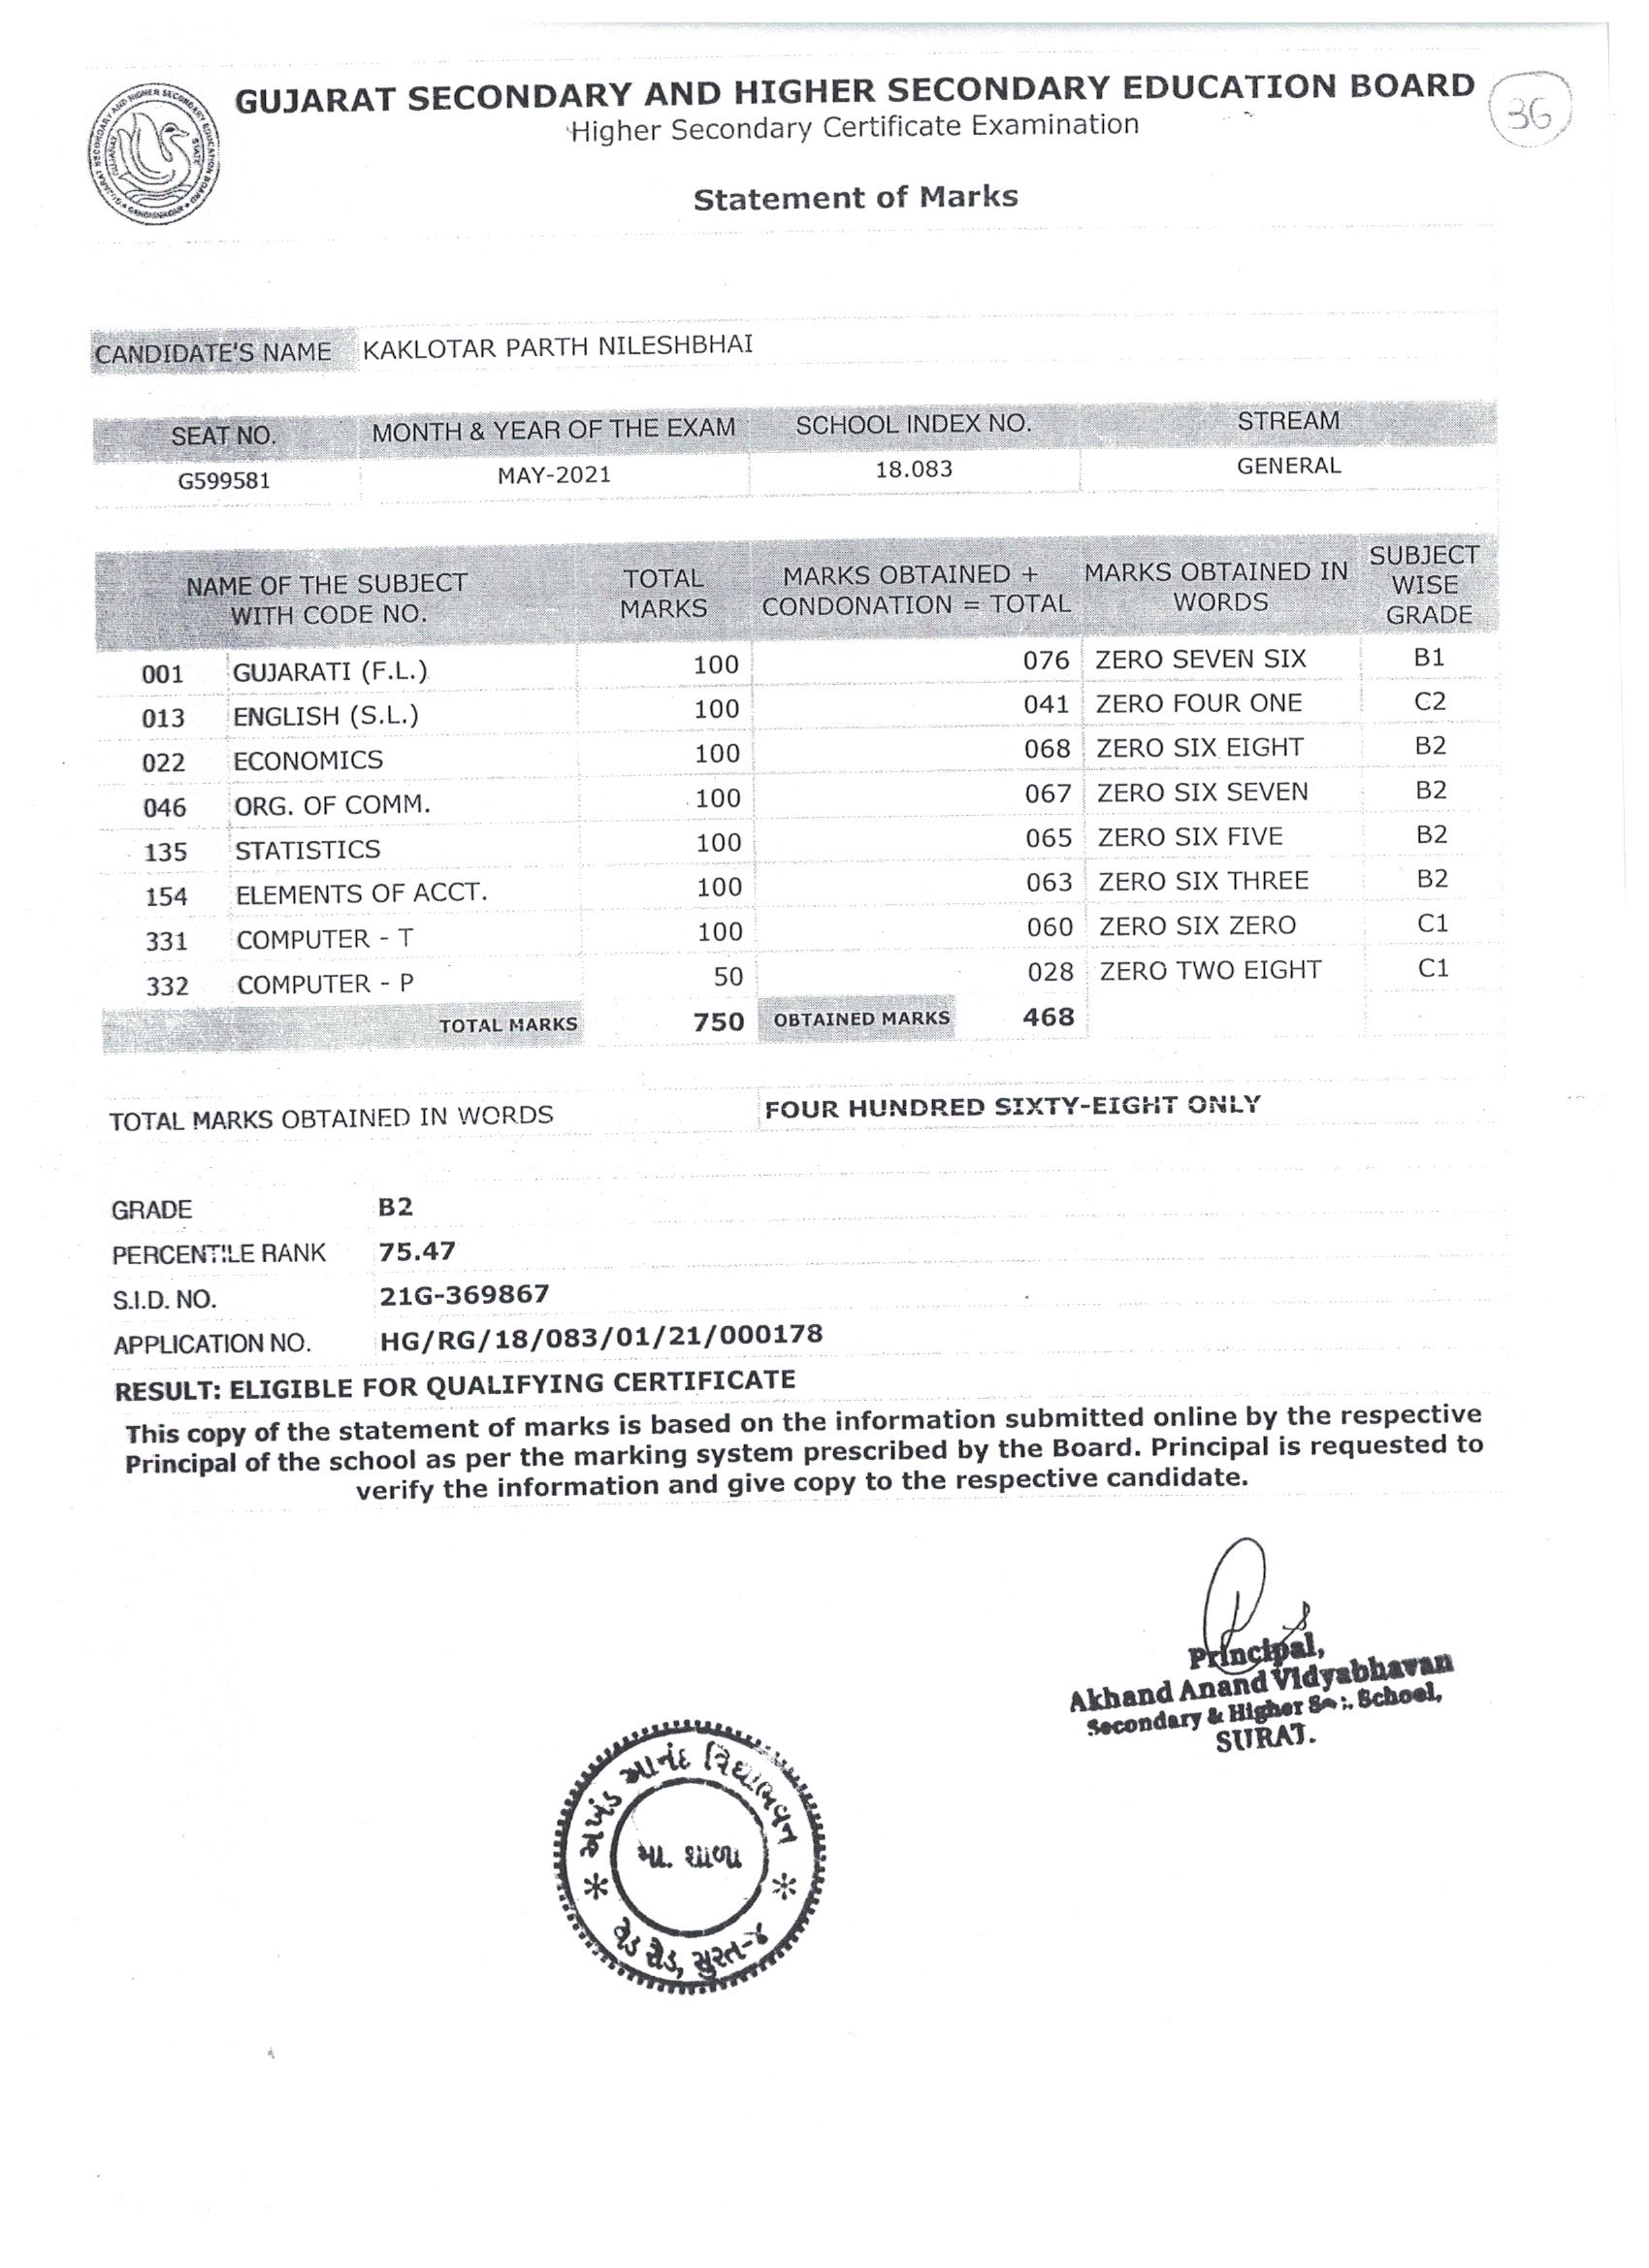 GUJARAT SECONDARY AND HIGHER SECONDARY EDUCATION BOARD
36
Higher Secondary Certificate Examination
Statement of Marks
CANDIDATE'S NAME KAKLOTAR PARTH NILESHBHAI
SEAT NO. MONTH & YEAR OF THE EXAM SCHOOL INDEX NO. STREAM
G599581 MAY-2021 18.083 GENERAL
NAME OF THE SUBJECT WITH CODE NO. TOTAL MARKS MARKS OBTAINED + CONDONATION = TOTAL MARKS OBTAINED IN WORDS SUBJECT WISE GRADE
001 GUJARATI (F.L.) 100 076 ZERO SEVEN SIX B1
013 ENGLISH (S.L.) 100 041 ZERO FOUR ONE C2
022 ECONOMICS 100 068 ZERO SIX EIGHT B2
046 ORG. OF COMM. 100 067 ZERO SIX SEVEN B2
135 STATISTICS 100 065 ZERO SIX FIVE B2
154 ELEMENTS OF ACCT. 100 063 ZERO SIX THREE B2
331 COMPUTER - T 100 060 ZERO SIX ZERO C1
332 COMPUTER - P 50 028 ZERO TWO EIGHT C1
TOTAL MARKS 750 OBTAINED MARKS 468
TOTAL MARKS OBTAINED IN WORDS FOUR HUNDRED SIXTY-EIGHT ONLY
GRADE B2
PERCENTILE RANK 75.47
S.I.D. NO. 21G-369867
APPLICATION NO. HG/RG/18/083/01/21/000178
RESULT: ELIGIBLE FOR QUALIFYING CERTIFICATE
This copy of the statement of marks is based on the information submitted online by the respective
Principal of the school as per the marking system prescribed by the Board. Principal is requested to
verify the information and give copy to the respective candidate.
Principal,
Akhand Anand Vidyabhavan
Secondary & Higher Sec. School,
SURAT.
અખંડ આનંદ વિદ્યાભવન
મા. શાળા
વેડ રોડ, સુરત-૪